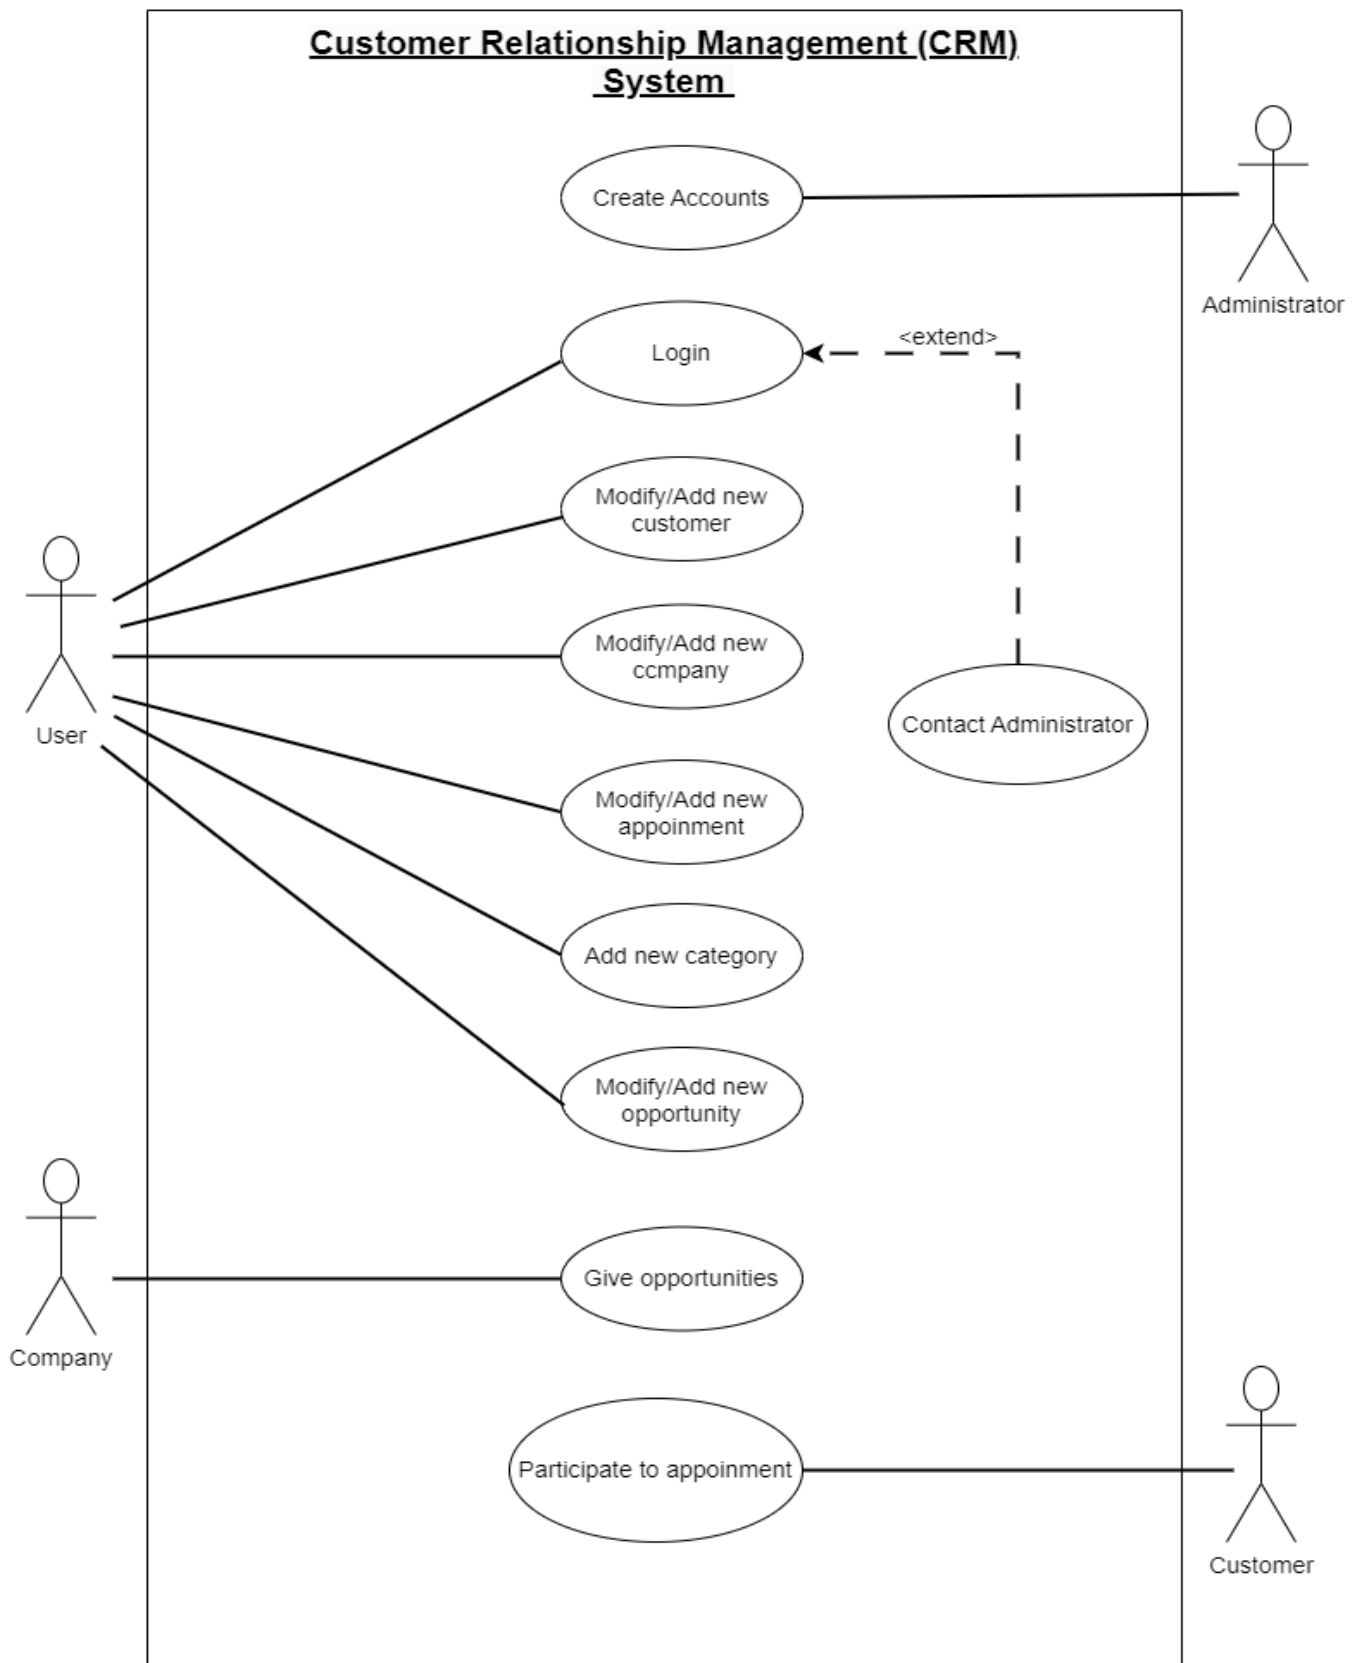 Customer Relationship Management (CRM)
System
Create Accounts
Administrator
Login
<extend>
Modify/Add new
customer
Modify/Add new
ccmpany
User
Contact Administrator
Modify/Add new
appoinment
Add new category
Modify/Add new
opportunity
Give opportunities
Company
Participate to appoinment
Customer